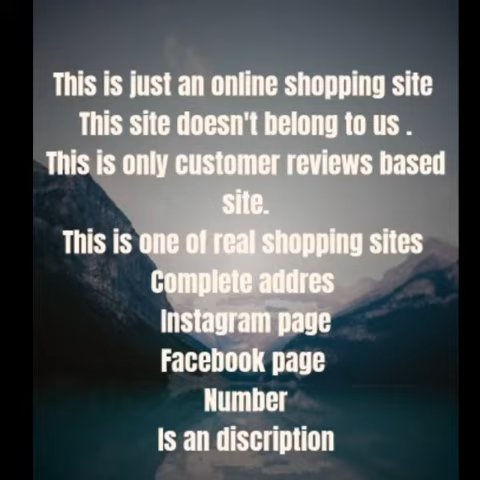 This is just an online shopping site
This site doesn't belong to us .
This is only customer reviews based
site.
This is one of real shopping sites
Complete addres
Instagram page
Facebook page
Number
Is an discription